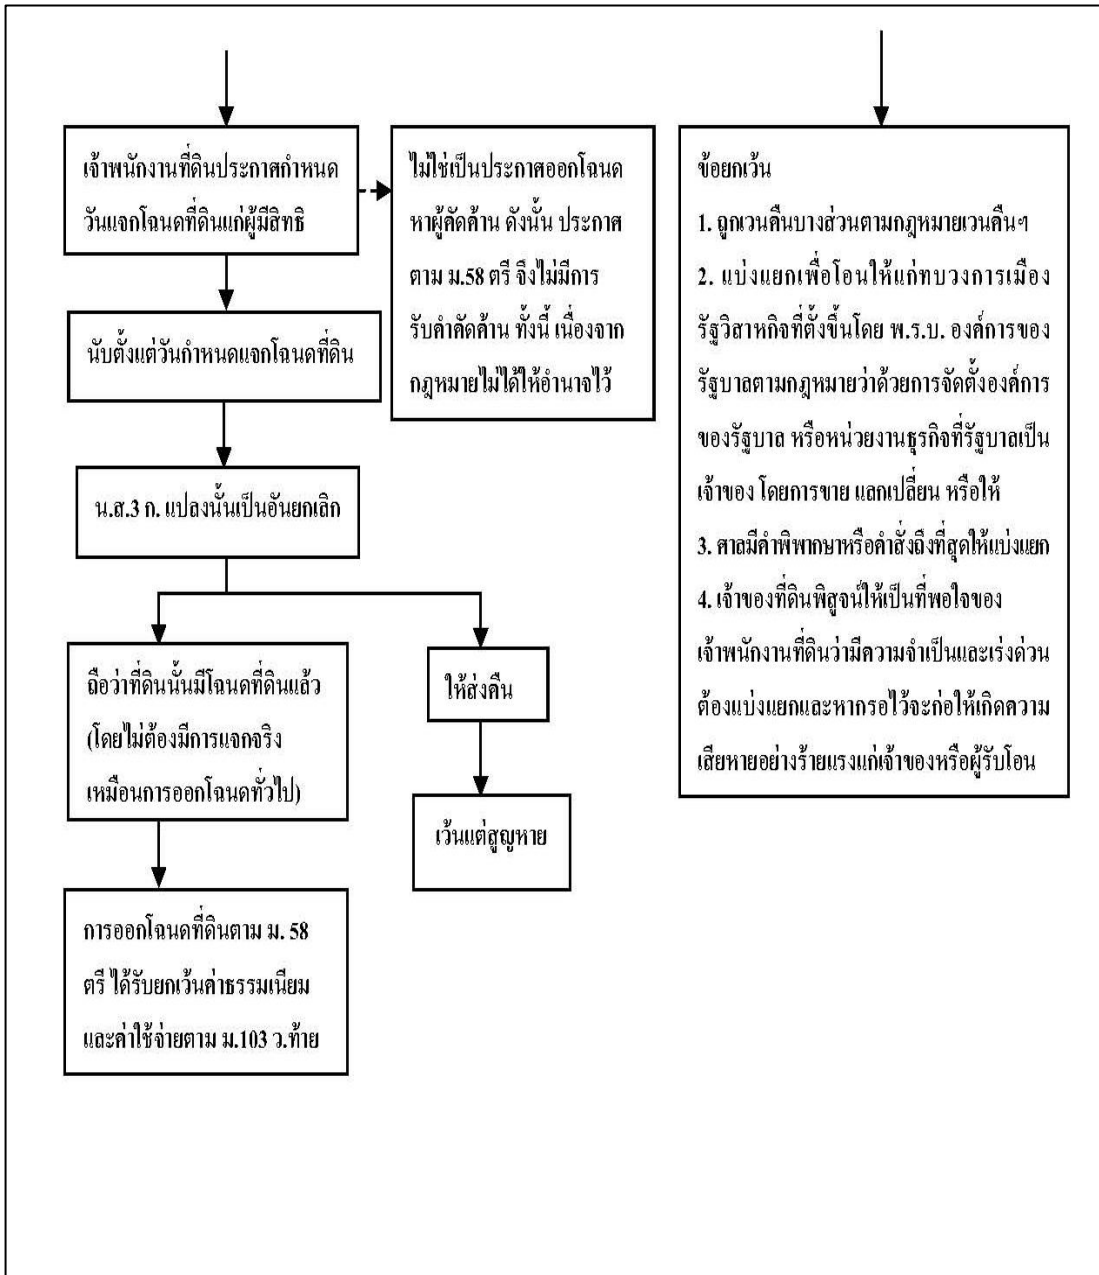 เจ้าพนักงานที่ดินประกาศกำหนด
วันแจกโฉนดที่ดินแก่ผู้มีสิทธิ
ไม่ใช่เป็นประกาศออกโฉนด
หาผู้คัดค้าน ดังนั้น ประกาศ
ตาม ม.58 ตรี จึงไม่มีการ
รับคำคัดค้าน ทั้งนี้ เนื่องจาก
กฎหมายไม่ได้ให้อำนาจไว้
นับตั้งแต่วันกำหนดแจกโฉนดที่ดิน
น.ส.3 ก. แปลงนั้นเป็นอันยกเลิก
ถือว่าที่ดินนั้นมีโฉนดที่ดินแล้ว
(โดยไม่ต้องมีการแจกจริง
เหมือนการออกโฉนดทั่วไป)
ให้ส่งคืน
เว้นแต่สูญหาย
การออกโฉนดที่ดินตาม ม. 58
ตรี ได้รับยกเว้นค่าธรรมเนียม
และค่าใช้จ่ายตาม ม.103 ว.ท้าย
ข้อยกเว้น
1. ถูกเวนคืนบางส่วนตามกฎหมายเวนคืนฯ
2. แบ่งแยกเพื่อโอนให้แก่ทบวงการเมือง
รัฐวิสาหกิจที่ตั้งขึ้นโดย พ.ร.บ. องค์การของ
รัฐบาลตามกฎหมายว่าด้วยการจัดตั้งองค์การ
ของรัฐบาล หรือหน่วยงานธุรกิจที่รัฐบาลเป็น
เจ้าของ โดยการขาย แลกเปลี่ยน หรือให้
3. ศาลมีคำพิพากษาหรือคำสั่งถึงที่สุดให้แบ่งแยก
4. เจ้าของที่ดินพิสูจน์ให้เป็นที่พอใจของ
เจ้าพนักงานที่ดินว่ามีความจำเป็นและเร่งด่วน
ต้องแบ่งแยกและหากรอไว้จะก่อให้เกิดความ
เสียหายอย่างร้ายแรงแก่เจ้าของหรือผู้รับโอน